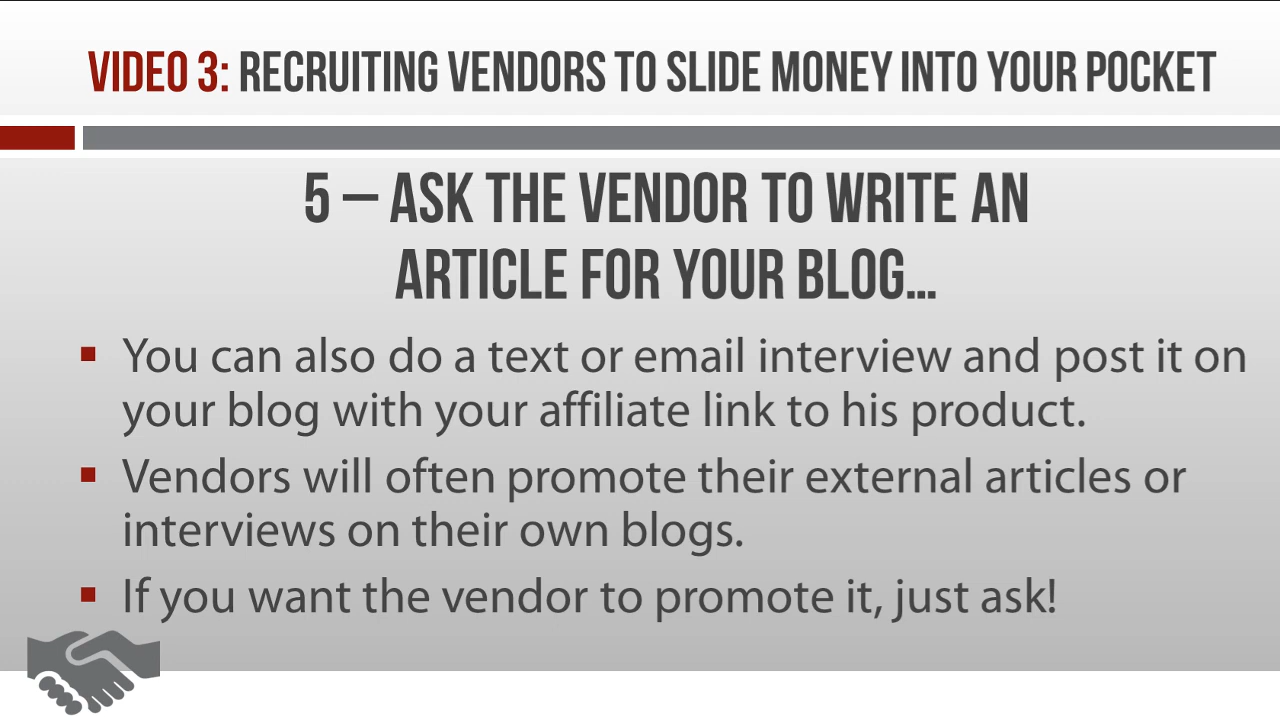 VIDEO 3: RECRUITING VENDORS TO SLIDE MONEY INTO YOUR POCKET
5 – ASK THE VENDOR TO WRITE AN
ARTICLE FOR YOUR BLOG...
▪ You can also do a text or email interview and post it on
your blog with your affiliate link to his product.
▪ Vendors will often promote their external articles or
interviews on their own blogs.
▪ If you want the vendor to promote it, just ask!